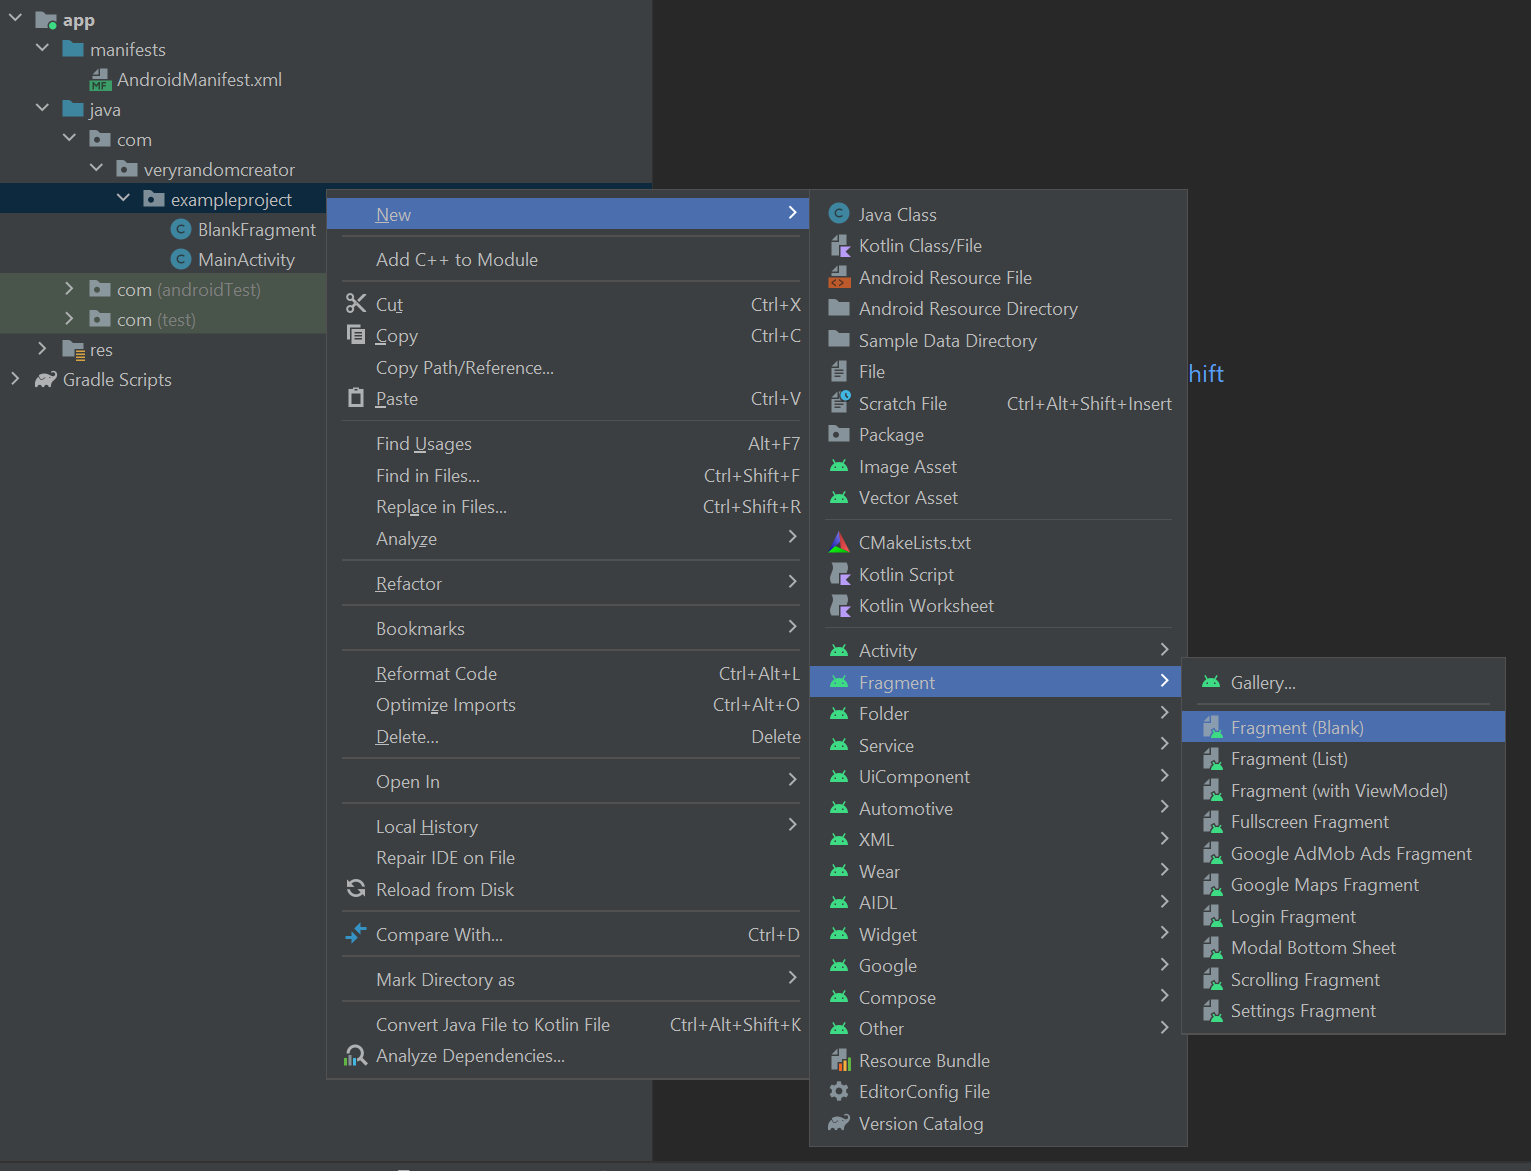 app
manifests
AndroidManifest.xml
java
com
veryrandomcreator
exampleproject
BlankFragment
MainActivity
com (androidTest)
com (test)
res
Gradle Scripts
New
Add C++ to Module
Cut Ctrl+X
Copy Ctrl+C
Copy Path/Reference...
Paste Ctrl+V
Find Usages Alt+F7
Find in Files... Ctrl+Shift+F
Replace in Files... Ctrl+Shift+R
Analyze
Refactor
Bookmarks
Reformat Code Ctrl+Alt+L
Optimize Imports Ctrl+Alt+O
Delete... Delete
Open In
Local History
Repair IDE on File
Reload from Disk
Compare With... Ctrl+D
Mark Directory as
Convert Java File to Kotlin File Ctrl+Alt+Shift+K
Analyze Dependencies...
Java Class
Kotlin Class/File
Android Resource File
Android Resource Directory
Sample Data Directory
File
Scratch File Ctrl+Alt+Shift+Insert
Package
Image Asset
Vector Asset
CMakeLists.txt
Kotlin Script
Kotlin Worksheet
Activity
Fragment
Folder
Service
UiComponent
Automotive
XML
Wear
AIDL
Widget
Google
Compose
Other
Resource Bundle
EditorConfig File
Version Catalog
hift
Gallery...
Fragment (Blank)
Fragment (List)
Fragment (with ViewModel)
Fullscreen Fragment
Google AdMob Ads Fragment
Google Maps Fragment
Login Fragment
Modal Bottom Sheet
Scrolling Fragment
Settings Fragment